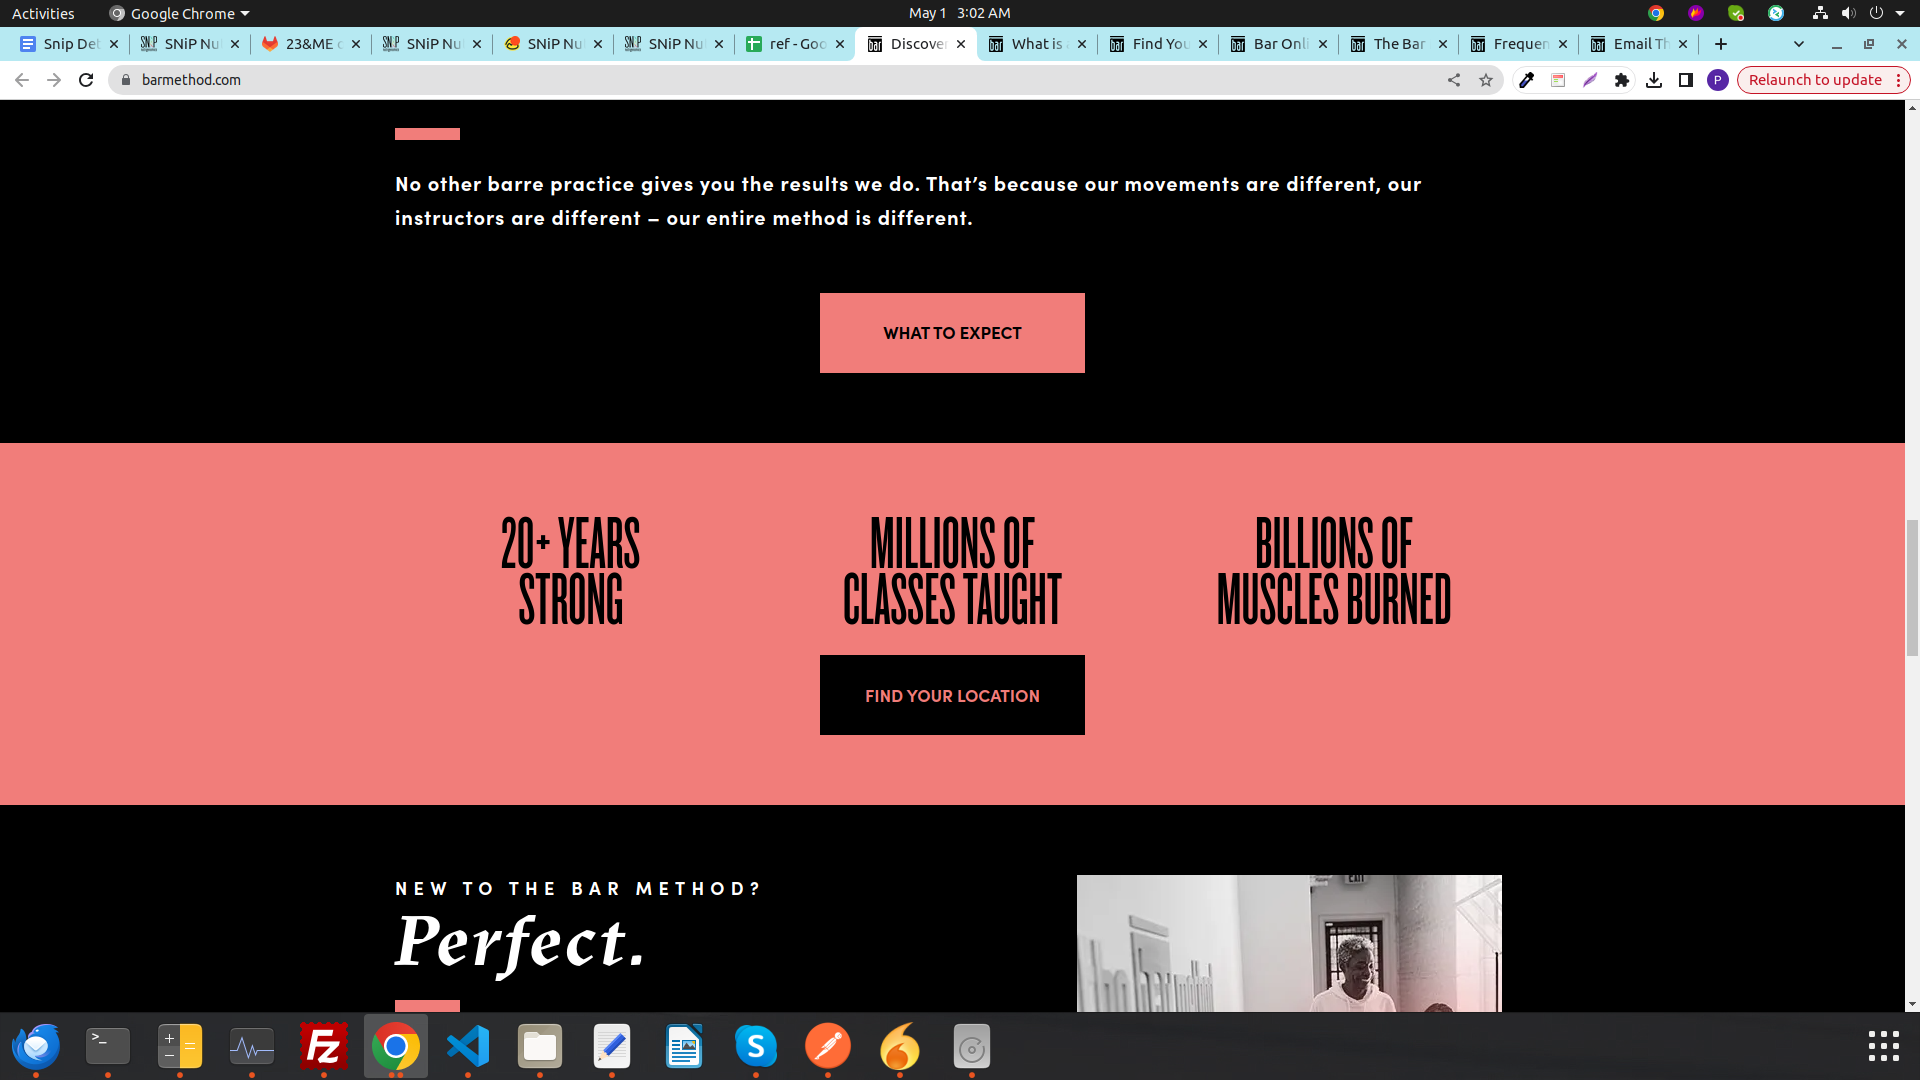 Activities
Google Chrome
May 1 3:02 AM
Snip De
SNiP Nu
23&ME
SNiP Nu
SNiP Nu
SNiP Nu
ref - Goo
Discove
What is
Find You
Bar Onli
The Bar
Frequen
Email Th
barmethod.com
P
Relaunch to update
No other barre practice gives you the results we do. That’s because our movements are different, our
instructors are different – our entire method is different.
WHAT TO EXPECT
20+ YEARS
STRONG
MILLIONS OF
CLASSES TAUGHT
BILLIONS OF
MUSCLES BURNED
FIND YOUR LOCATION
NEW TO THE BAR METHOD?
Perfect.
EXIT